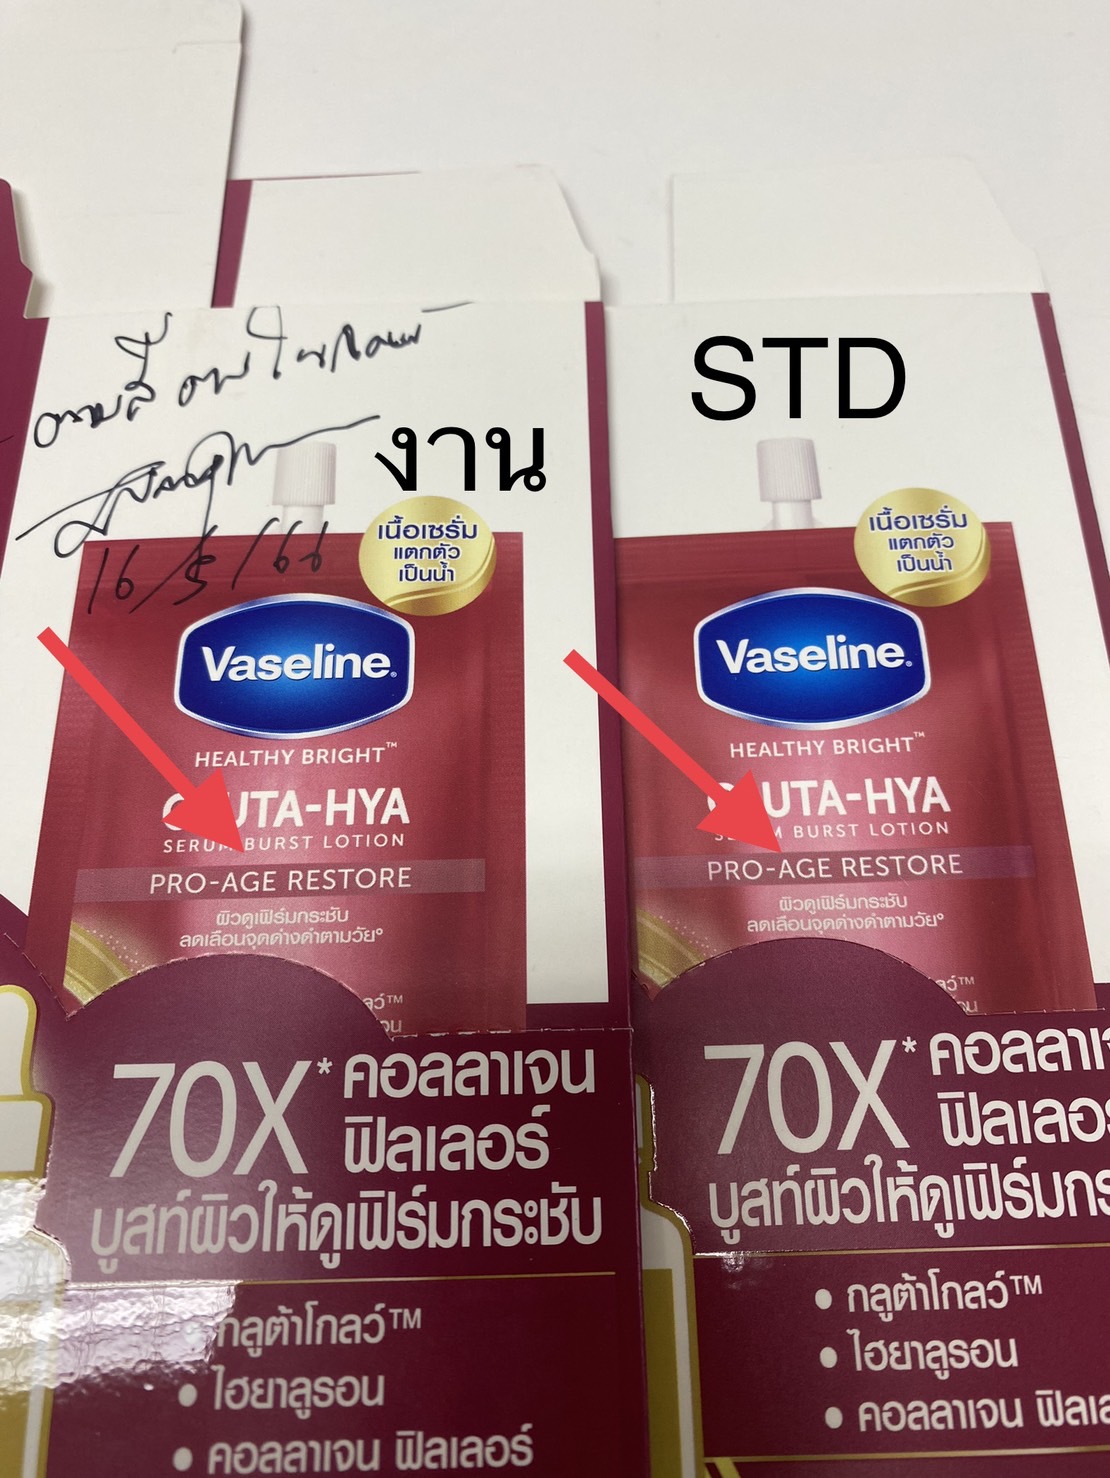 16/5/66
งาน
STD
เนื้อเซรั่ม
แตกตัว
เป็นน้ำ
Vaseline®
HEALTHY BRIGHT™
UTA-HYA
SERUM BURST LOTION
PRO-AGE RESTORE
ผิวดูเฟิร์มกระชับ
ลดเลือนจุดด่างดำตามวัย°
ลว์™
70X* คอลลาเจน
ฟิลเลอร์
บูสท์ผิวให้ดูเฟิร์มกระชับ
กลูต้าโกลว์™
• ไฮยาลูรอน
• คอลลาเจน ฟิลเลอร์
เนื้อเซรั่ม
แตกตัว
เป็นน้ำ
Vaseline®
HEALTHY BRIGHT™
UTA-HYA
BURST LOTION
PRO-AGE RESTORE
ผิวดูเฟิร์มกระชับ
ลดเลือนจุดด่างดำตามวัย°
ว์™
70X* คอลลาเ
ฟิลเลอ
บูสท์ผิวให้ดูเฟิร์มกร
• กลูต้าโกลว์™
• ไฮยาลูรอน
• คอลลาเจน ฟิลเ